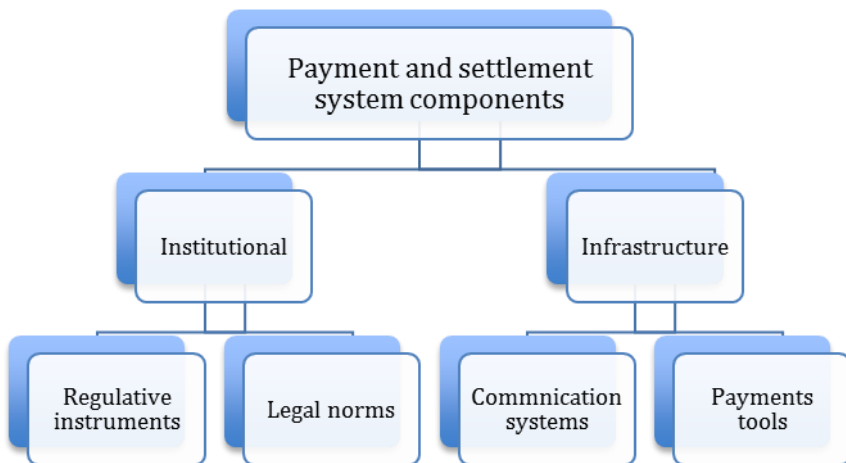 Payment and settlement
system components
Institutional
Infrastructure
Regulative
instruments
Legal norms
Commnication
systems
Payments
tools